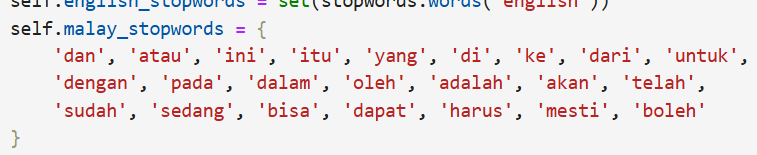 self.english_stopwords = set(stopwords.words('english'))
self.malay_stopwords = {
    'dan', 'atau', 'ini', 'itu', 'yang', 'di', 'ke', 'dari', 'untuk',
    'dengan', 'pada', 'dalam', 'oleh', 'adalah', 'akan', 'telah',
    'sudah', 'sedang', 'bisa', 'dapat', 'harus', 'mesti', 'boleh'
}